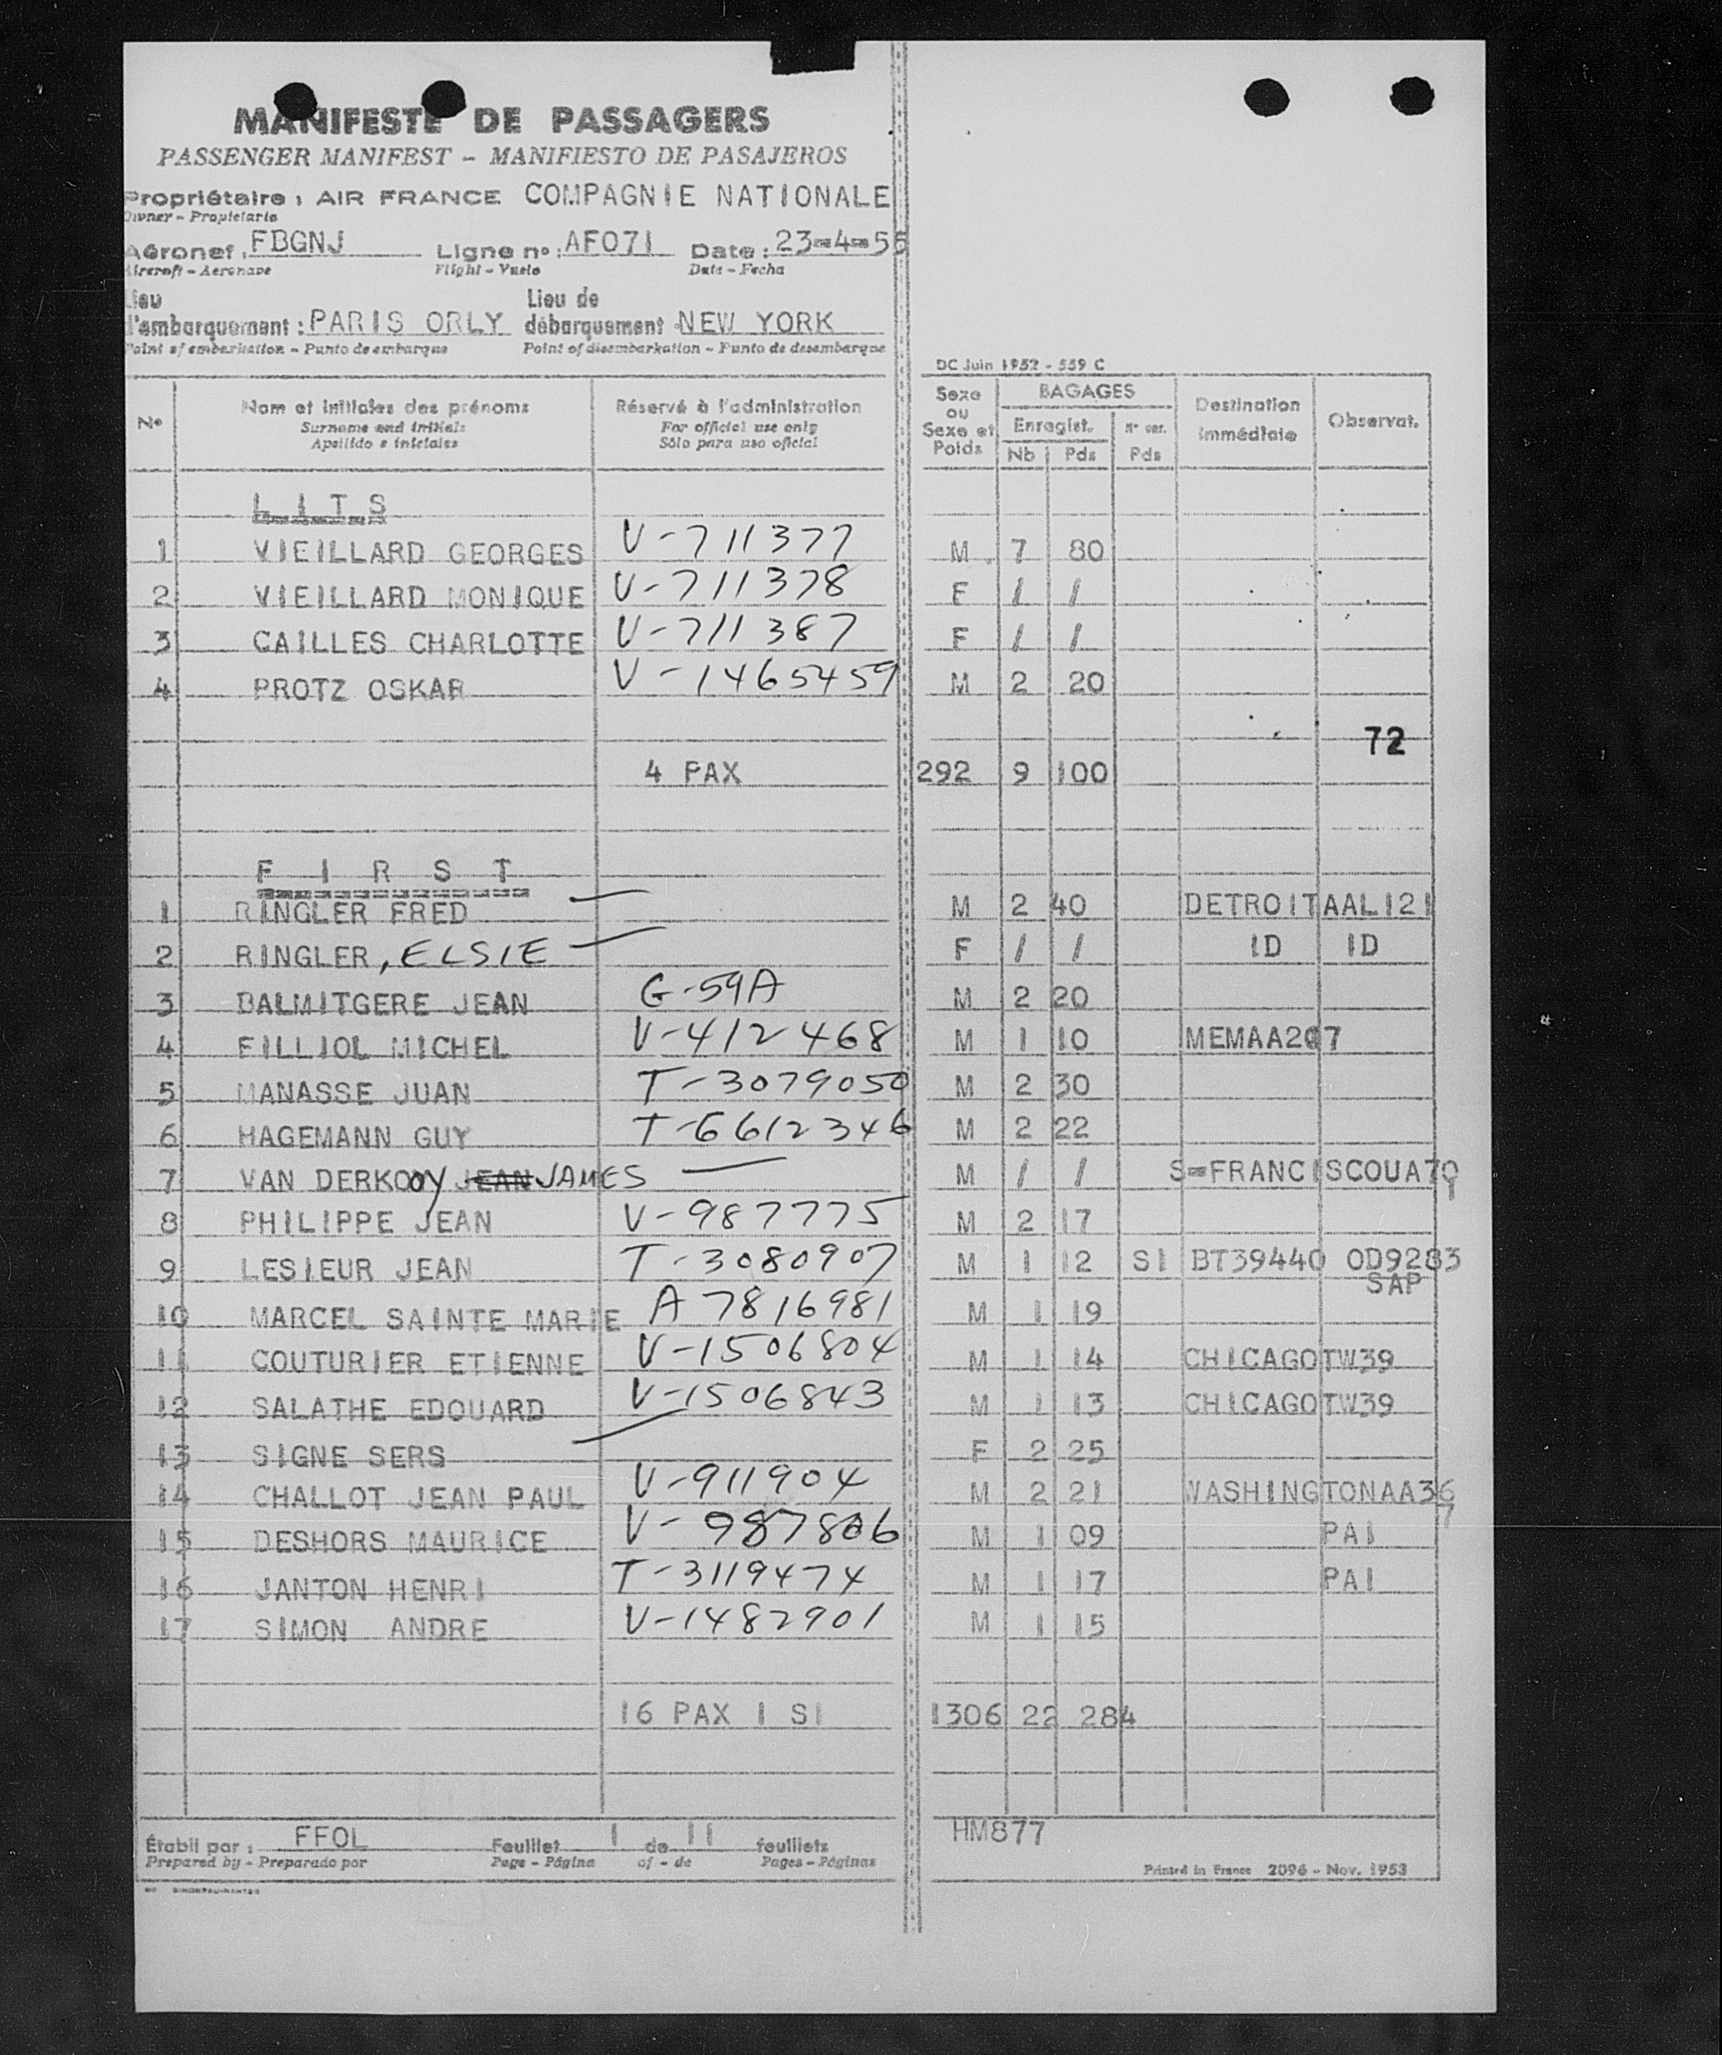 MANIFESTE DE PASSAGERS
PASSENGER MANIFEST – MANIFIESTO DE PASAJEROS
Propriétaire : AIR FRANCE COMPAGNIE NATIONALE
Owner – Propietario
Aéronef : FBGNJ Ligne n° : AF071 Date : 23-4-55
Aircraft – Aeronave Flight – Vuelo Date – Fecha
Lieu Lieu de
d'embarquement : PARIS ORLY débarquement NEW YORK
Point of embarkation – Punto de embarque Point of disembarkation – Punto de desembarque
DC Juin 1952 - 559 C
N° Nom et initiales des prénoms Réservé à l'administration Sexe ou Sexe et Poids BAGAGES Destination immédiate Observat.
Surname and initials For official use only Enregist. N° enr.
Apellido e iniciales Sólo para uso oficial Nb Pds Pds
LITS
1 VIEILLARD GEORGES V-711377 M 7 80
2 VIEILLARD MONIQUE V-711378 F / /
3 CAILLES CHARLOTTE V-711387 F / /
4 PROTZ OSKAR V-1465459 M 2 20
72
4 PAX 292 9 100
FIRST
1 RINGLER FRED — M 2 40 DETROIT AAL121
2 RINGLER, ELSIE — F / / ID ID
3 BALMITGERE JEAN G-59A M 2 20
4 FILLIOL MICHEL V-412468 M 1 10 MEMAA207
5 MANASSE JUAN T-3079050 M 2 30
6 HAGEMANN GUY T-6612346 M 2 22
7 VAN DERKOOY JEAN JAMES — M / / S-FRANCISCOUA70
1
8 PHILIPPE JEAN V-987775 M 2 17
9 LESIEUR JEAN T-3080907 M 1 12 SI BT39440 OD9283
SAP
10 MARCEL SAINTE MARIE A 7816981 M 1 19
11 COUTURIER ETIENNE V-1506804 M 1 14 CHICAGO TW39
12 SALATHE EDOUARD V-1506843 M 1 13 CHICAGO TW39
13 SIGNE SERS — F 2 25
14 CHALLOT JEAN PAUL V-911904 M 2 21 WASHINGTONAA36
7
15 DESHORS MAURICE V-987806 M 1 09 PAI
16 JANTON HENRI T-3119474 M 1 17 PAI
17 SIMON ANDRE V-1482901 M 1 15
16 PAX 1 SI 1306 22 284
Établi par : FFOL Feuillet 1 de 11 feuillets HM877
Prepared by – Preparado por Page – Página of – de Pages – Páginas
Printed in France 2096 - Nov. 1953